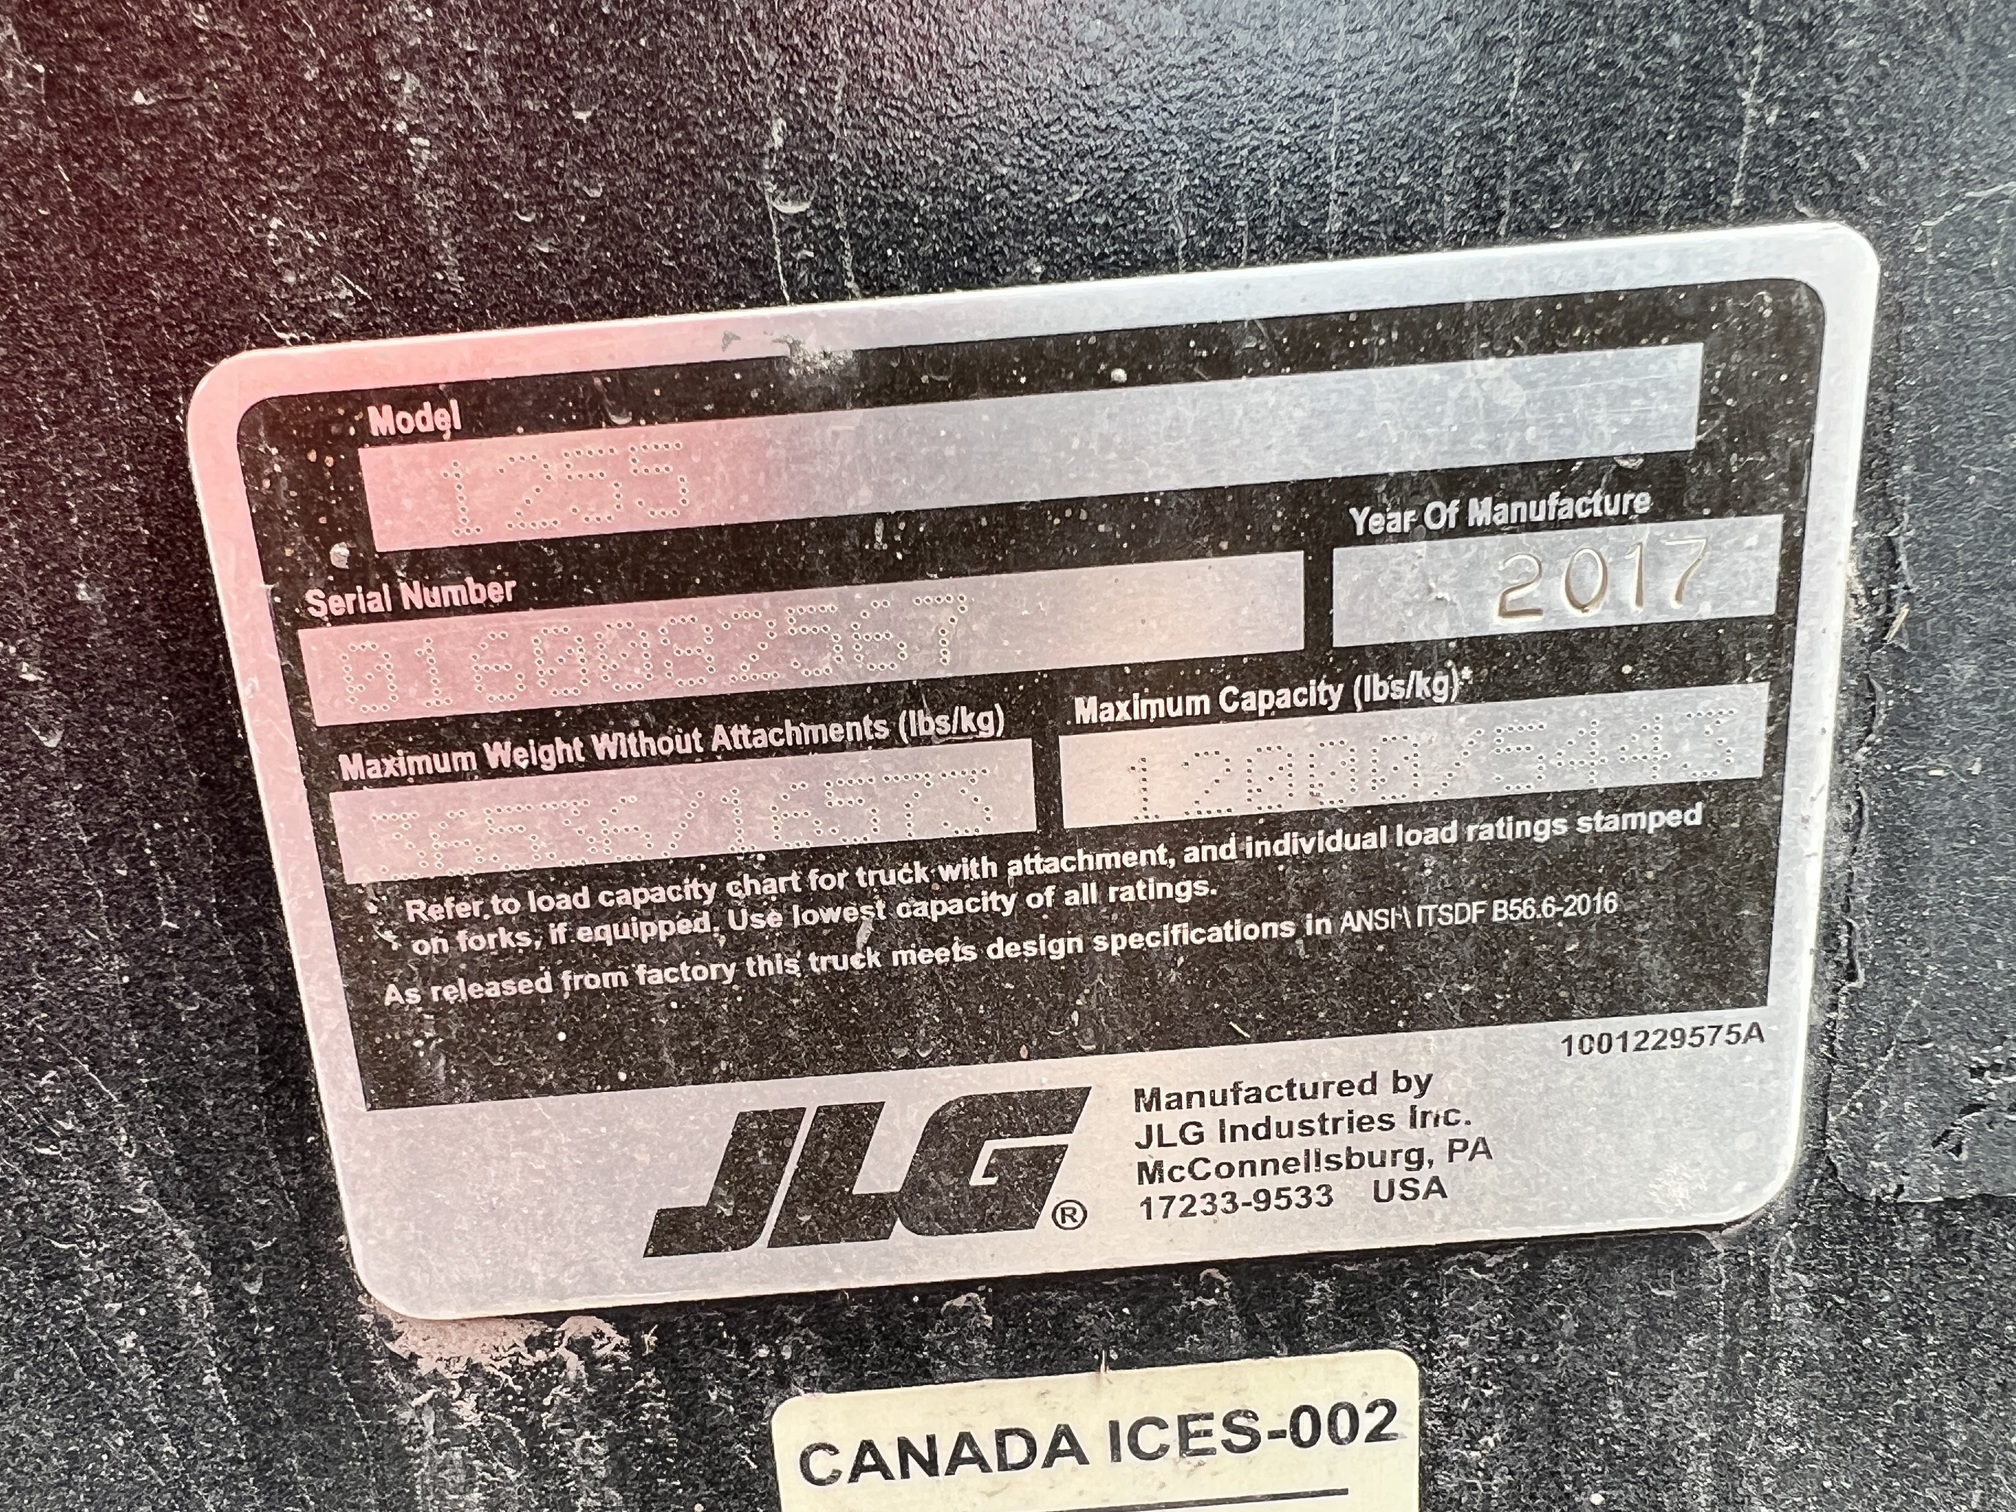 Model
1255
Serial Number
0160082567
Year Of Manufacture
2017
Maximum Weight Without Attachments (lbs/kg)
36536/16573
Maximum Capacity (lbs/kg)*
12000/5443
* Refer to load capacity chart for truck with attachment, and individual load ratings stamped
on forks, if equipped. Use lowest capacity of all ratings.
As released from factory this truck meets design specifications in ANSI \ ITSDF B56.6-2016
1001229575A
JLG®
Manufactured by
JLG Industries Inc.
McConnellsburg, PA
17233-9533 USA
CANADA ICES-002